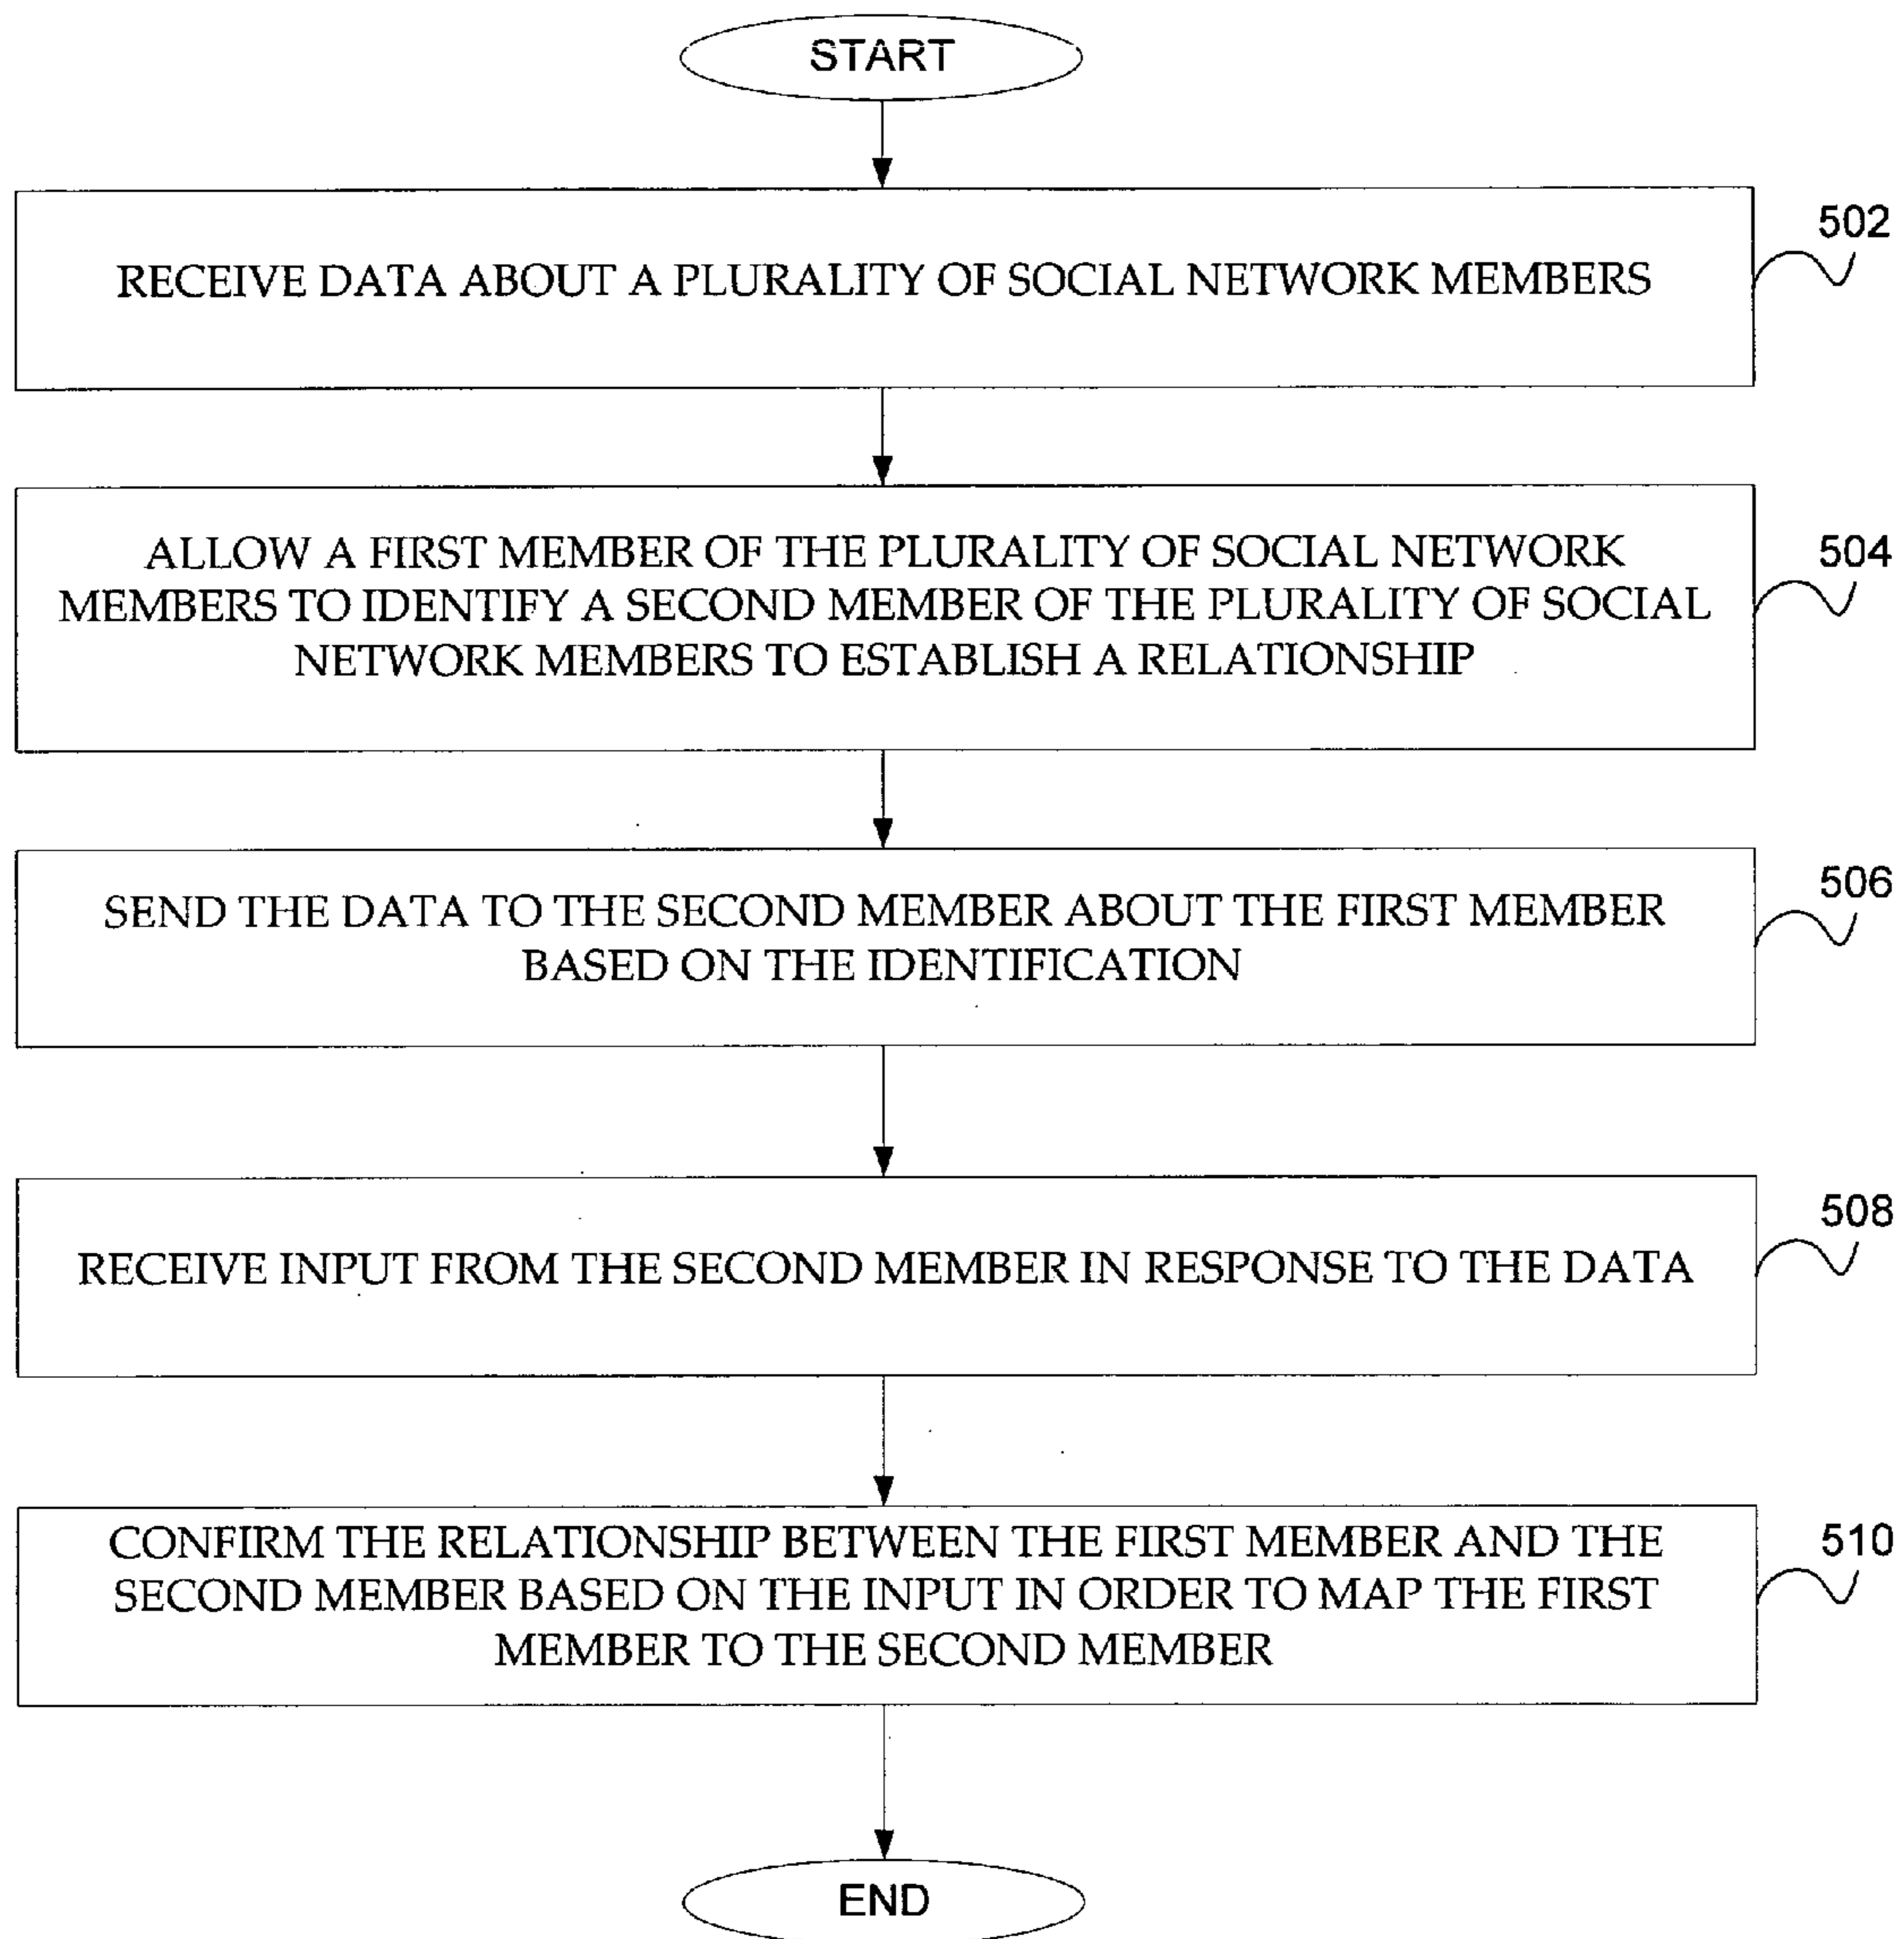 START
RECEIVE DATA ABOUT A PLURALITY OF SOCIAL NETWORK MEMBERS
502
ALLOW A FIRST MEMBER OF THE PLURALITY OF SOCIAL NETWORK
MEMBERS TO IDENTIFY A SECOND MEMBER OF THE PLURALITY OF SOCIAL
NETWORK MEMBERS TO ESTABLISH A RELATIONSHIP
504
SEND THE DATA TO THE SECOND MEMBER ABOUT THE FIRST MEMBER
BASED ON THE IDENTIFICATION
506
RECEIVE INPUT FROM THE SECOND MEMBER IN RESPONSE TO THE DATA
508
CONFIRM THE RELATIONSHIP BETWEEN THE FIRST MEMBER AND THE
SECOND MEMBER BASED ON THE INPUT IN ORDER TO MAP THE FIRST
MEMBER TO THE SECOND MEMBER
510
END